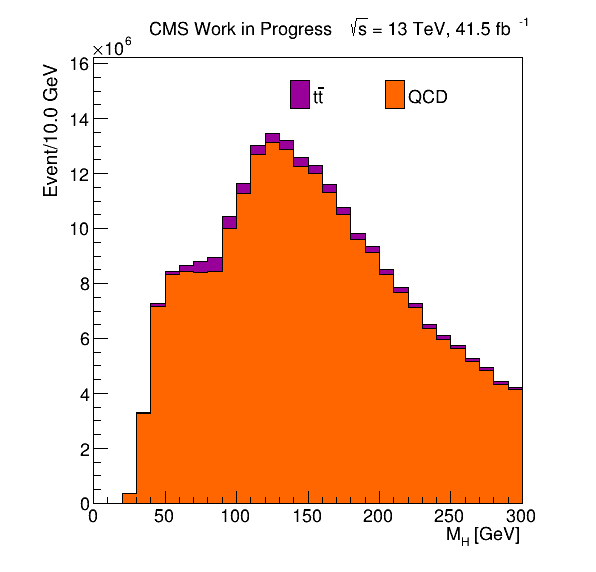 CMS Work in Progress √s = 13 TeV, 41.5 fb⁻¹
×10⁶
Event/10.0 GeV
tt̄ QCD
16
14
12
10
8
6
4
2
0
0 50 100 150 200 250 300
M_H [GeV]